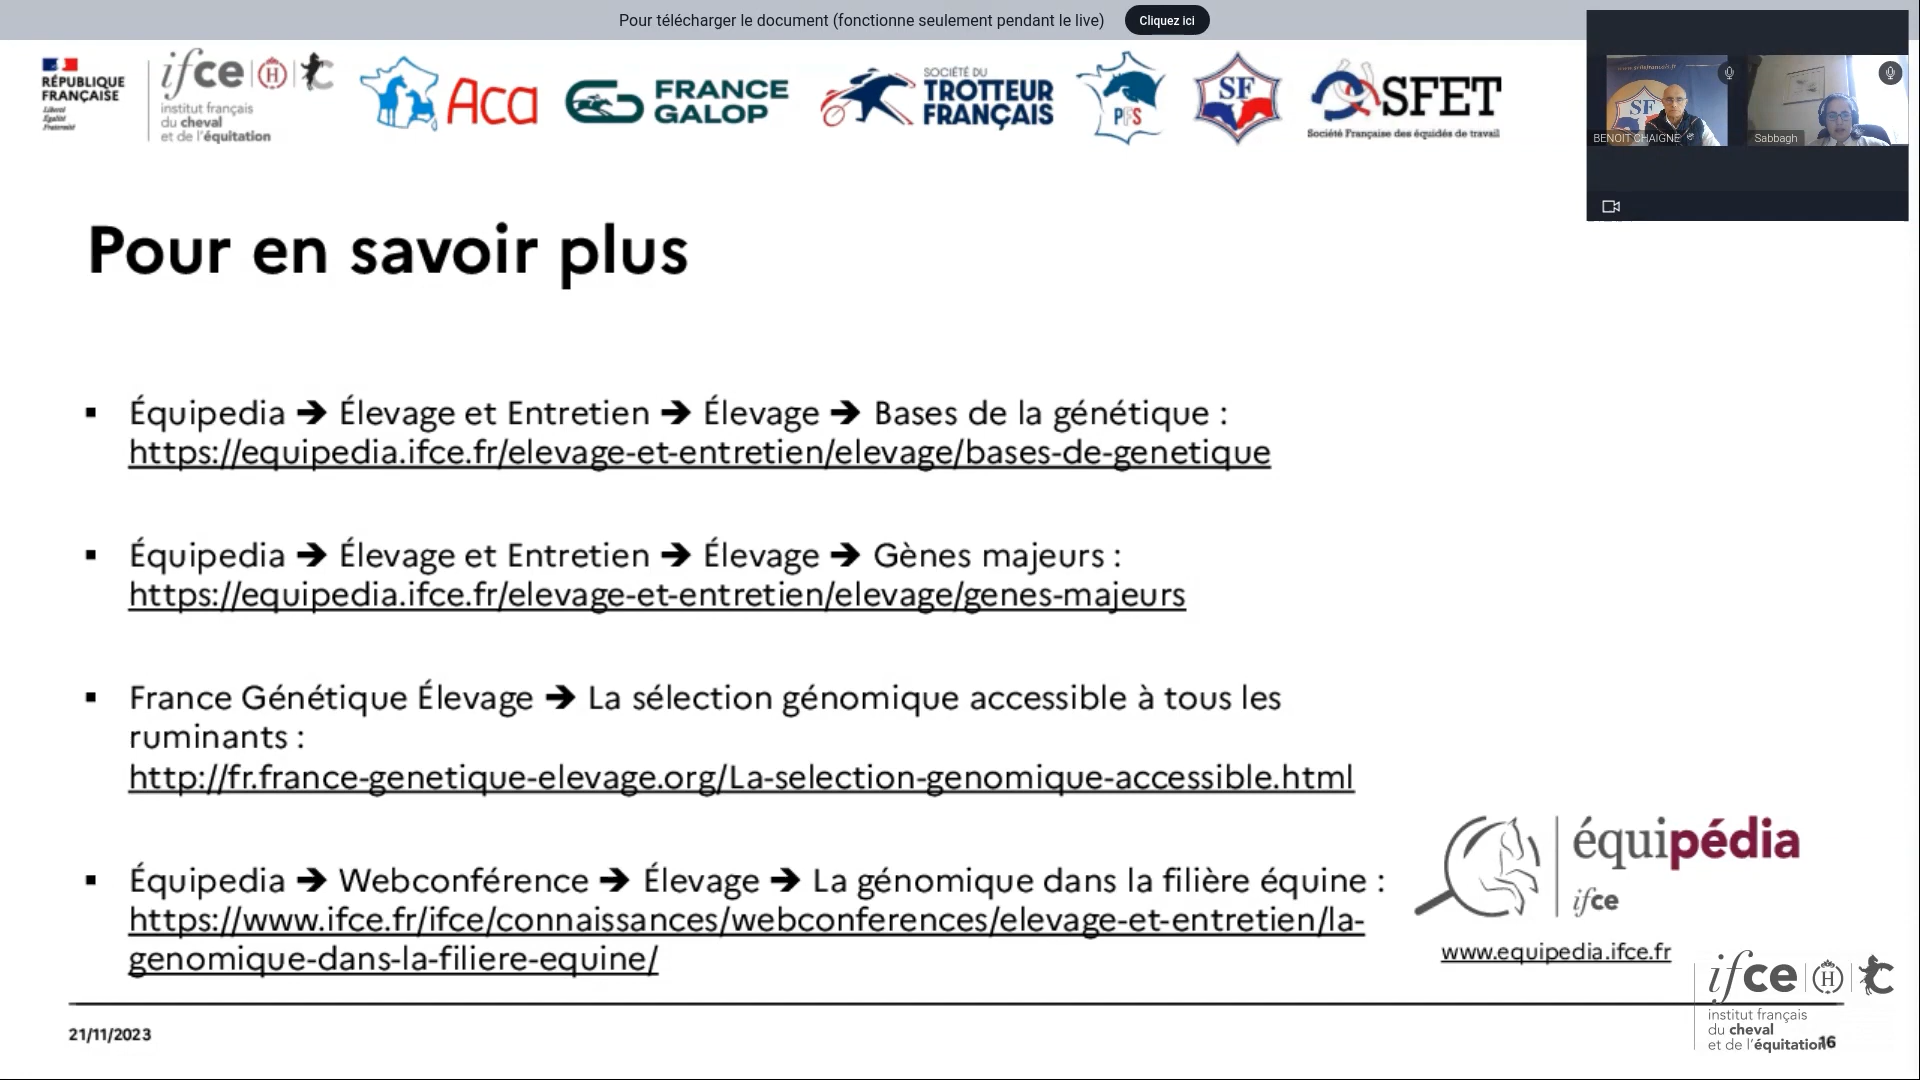 Pour télécharger le document (fonctionne seulement pendant le live)
Cliquez ici
RÉPUBLIQUE
FRANÇAISE
Liberté
Égalité
Fraternité
ifce
institut français
du cheval
et de l'équitation
Aca
FRANCE
GALOP
SOCIÉTÉ DU
TROTTEUR
FRANÇAIS
PFS
SF
SFET
Société Française des équidés de travail
SF
BENOIT CHAIGNE
Sabbagh
Pour en savoir plus
▪ Équipedia ➔ Élevage et Entretien ➔ Élevage ➔ Bases de la génétique :
https://equipedia.ifce.fr/elevage-et-entretien/elevage/bases-de-genetique
▪ Équipedia ➔ Élevage et Entretien ➔ Élevage ➔ Gènes majeurs :
https://equipedia.ifce.fr/elevage-et-entretien/elevage/genes-majeurs
▪ France Génétique Élevage ➔ La sélection génomique accessible à tous les
ruminants :
http://fr.france-genetique-elevage.org/La-selection-genomique-accessible.html
▪ Équipedia ➔ Webconférence ➔ Élevage ➔ La génomique dans la filière équine :
https://www.ifce.fr/ifce/connaissances/webconferences/elevage-et-entretien/la-
genomique-dans-la-filiere-equine/
équipédia
ifce
www.equipedia.ifce.fr
ifce
institut français
du cheval
et de l'équitation
21/11/2023
16